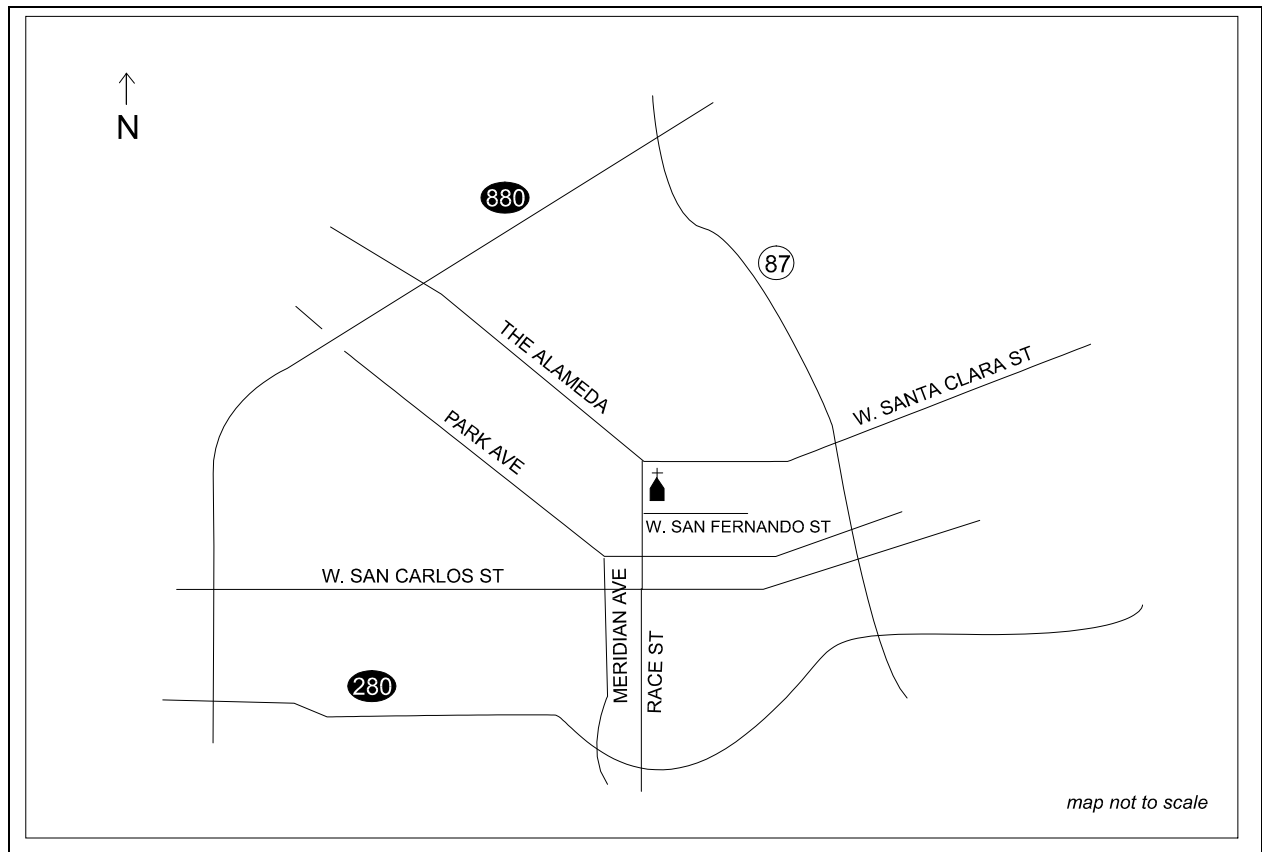 N
880
87
THE ALAMEDA
W. SANTA CLARA ST
PARK AVE
W. SAN FERNANDO ST
W. SAN CARLOS ST
MERIDIAN AVE
RACE ST
280
map not to scale